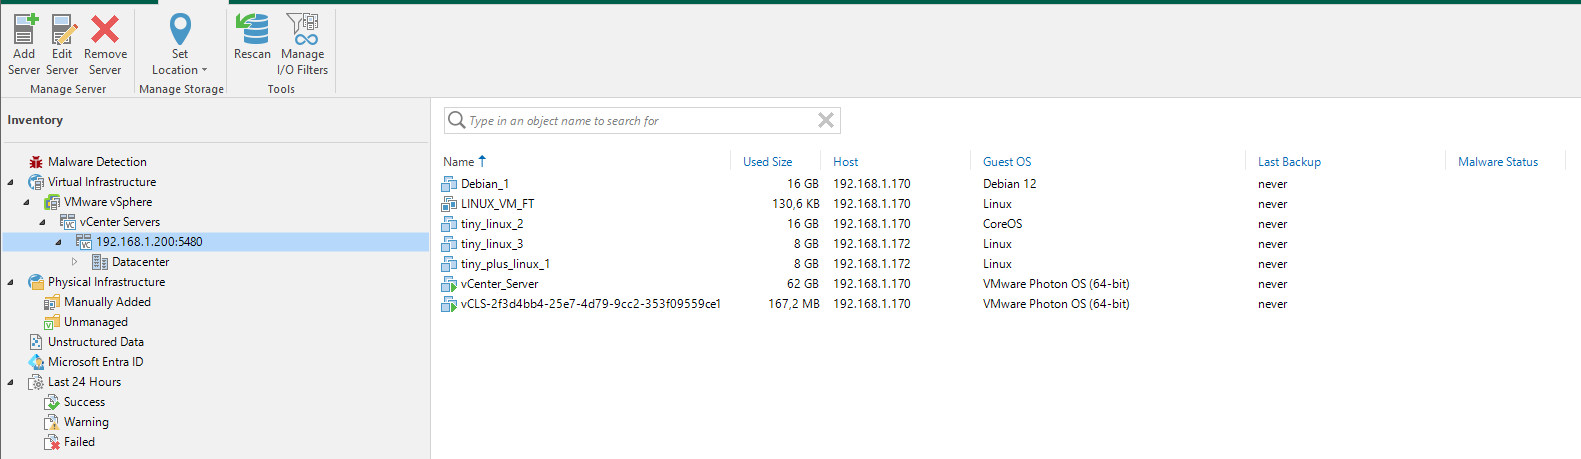 Add Server
Edit Server
Remove Server
Set Location
Rescan
Manage I/O Filters
Manage Server
Manage Storage
Tools
Inventory
Malware Detection
Virtual Infrastructure
VMware vSphere
vCenter Servers
192.168.1.200:5480
Datacenter
Physical Infrastructure
Manually Added
Unmanaged
Unstructured Data
Microsoft Entra ID
Last 24 Hours
Success
Warning
Failed
Type in an object name to search for
Name Used Size Host Guest OS Last Backup Malware Status
Debian_1 16 GB 192.168.1.170 Debian 12 never
LINUX_VM_FT 130,6 KB 192.168.1.170 Linux never
tiny_linux_2 16 GB 192.168.1.170 CoreOS never
tiny_linux_3 8 GB 192.168.1.172 Linux never
tiny_plus_linux_1 8 GB 192.168.1.172 Linux never
vCenter_Server 62 GB 192.168.1.170 VMware Photon OS (64-bit) never
vCLS-2f3d4bb4-25e7-4d79-9cc2-353f09559ce1 167,2 MB 192.168.1.170 VMware Photon OS (64-bit) never